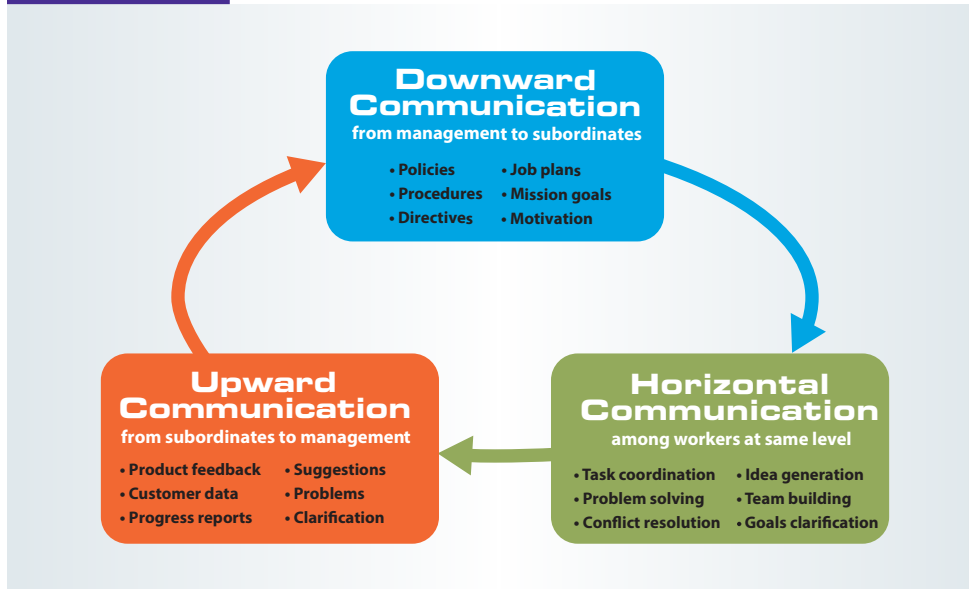 Downward
Communication
from management to subordinates
• Policies • Job plans
• Procedures • Mission goals
• Directives • Motivation
Upward
Communication
from subordinates to management
• Product feedback • Suggestions
• Customer data • Problems
• Progress reports • Clarification
Horizontal
Communication
among workers at same level
• Task coordination • Idea generation
• Problem solving • Team building
• Conflict resolution • Goals clarification